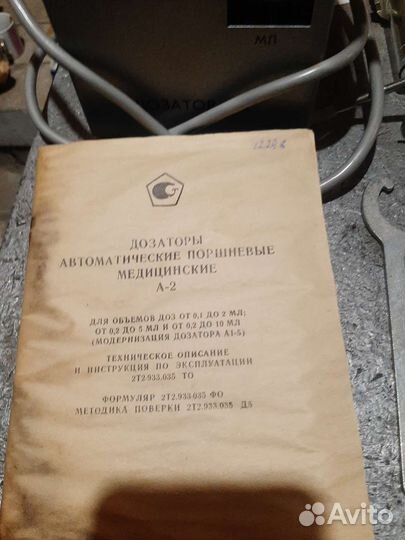 МЛ
ДОЗАТОР
ДОЗАТОРЫ
АВТОМАТИЧЕСКИЕ ПОРШНЕВЫЕ
МЕДИЦИНСКИЕ
А-2
ДЛЯ ОБЪЕМОВ ДОЗ ОТ 0,1 ДО 2 МЛ;
ОТ 0,2 ДО 5 МЛ И ОТ 0,2 ДО 10 МЛ
(МОДЕРНИЗАЦИЯ ДОЗАТОРА А1-5)
ТЕХНИЧЕСКОЕ ОПИСАНИЕ
И ИНСТРУКЦИЯ ПО ЭКСПЛУАТАЦИИ
2Т2.933.035 ТО
ФОРМУЛЯР 2Т2.933.035 ФО
МЕТОДИКА ПОВЕРКИ 2Т2.933.035 Д5
Avito